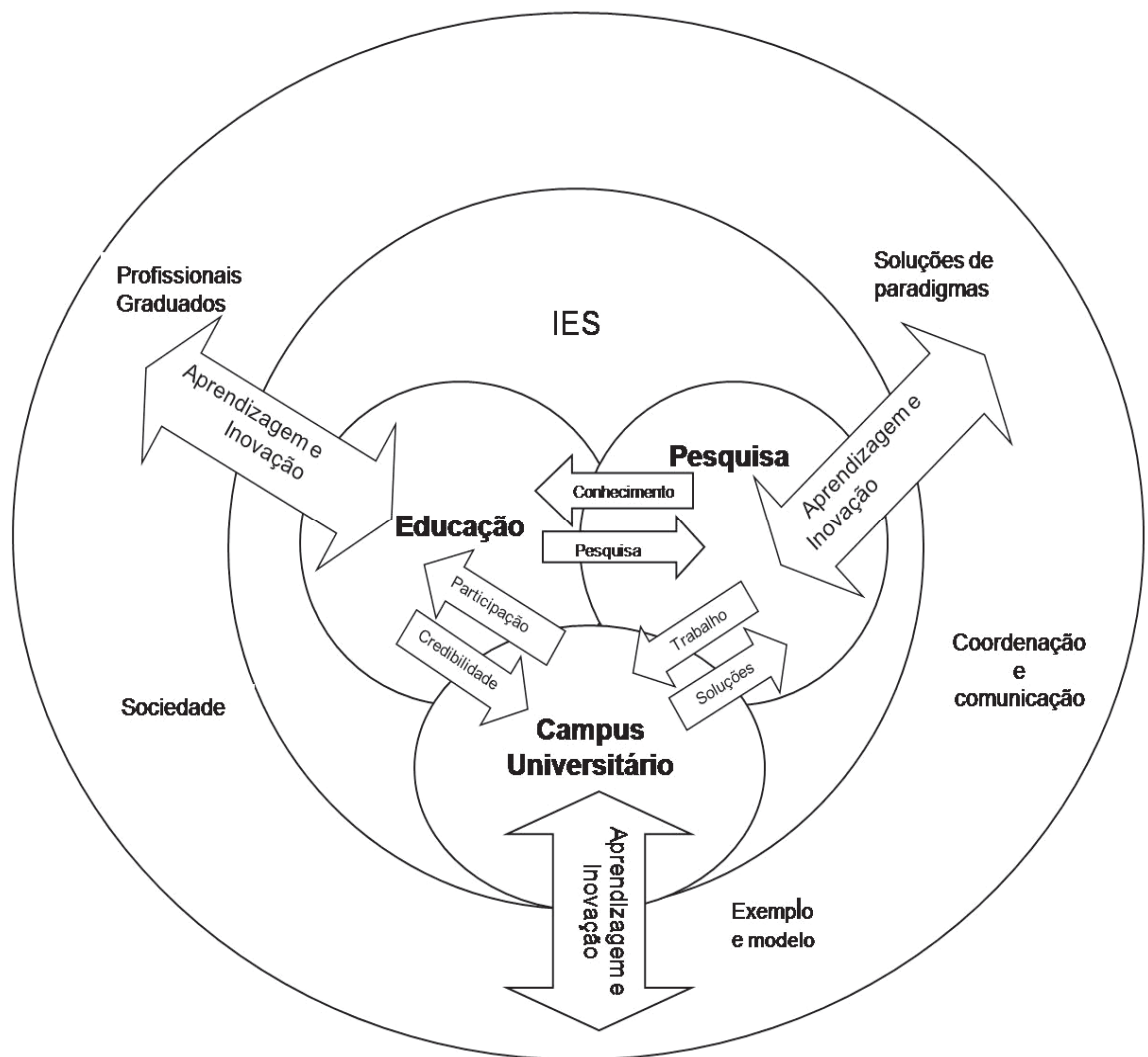 Profissionais
Graduados
Soluções de
paradigmas
IES
Aprendizagem e
Inovação
Aprendizagem e
Inovação
Pesquisa
Conhecimento
Educação
Pesquisa
Participação
Credibilidade
Trabalho
Soluções
Coordenação
e
comunicação
Sociedade
Campus
Universitário
Aprendizagem e
Inovação
Exemplo
e modelo